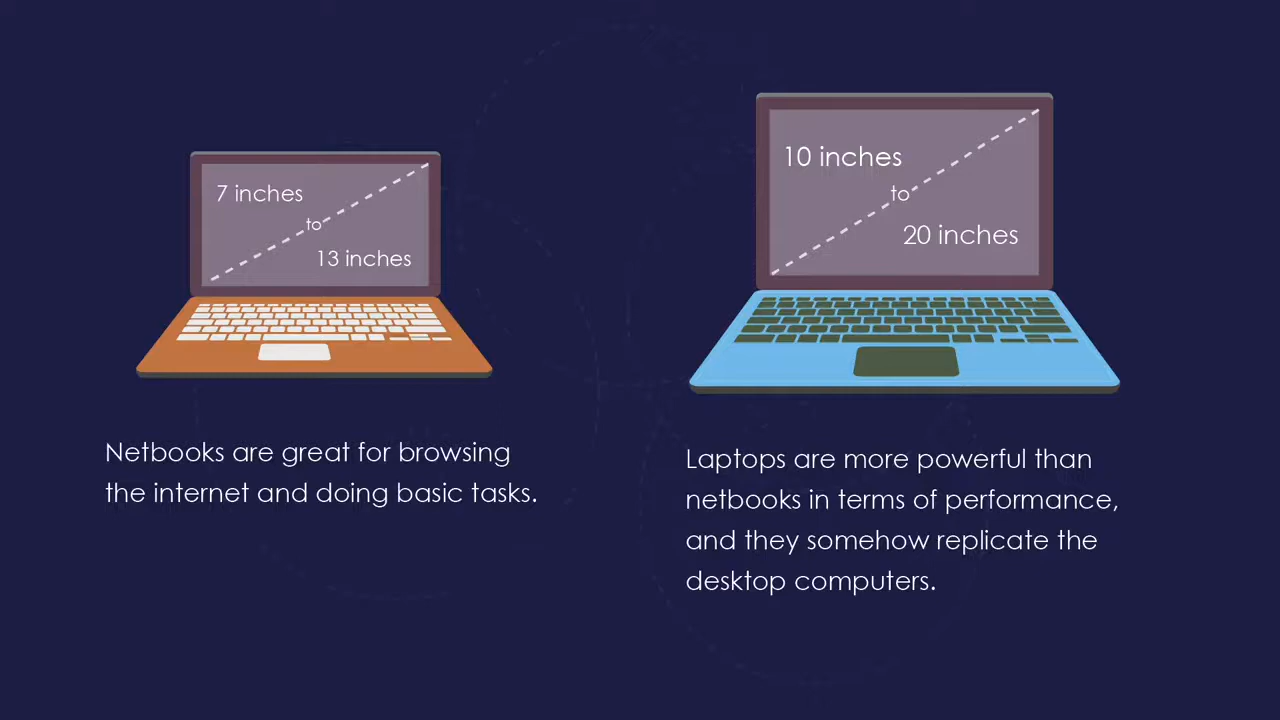 7 inches
to
13 inches
Netbooks are great for browsing
the internet and doing basic tasks.
10 inches
to
20 inches
Laptops are more powerful than
netbooks in terms of performance,
and they somehow replicate the
desktop computers.